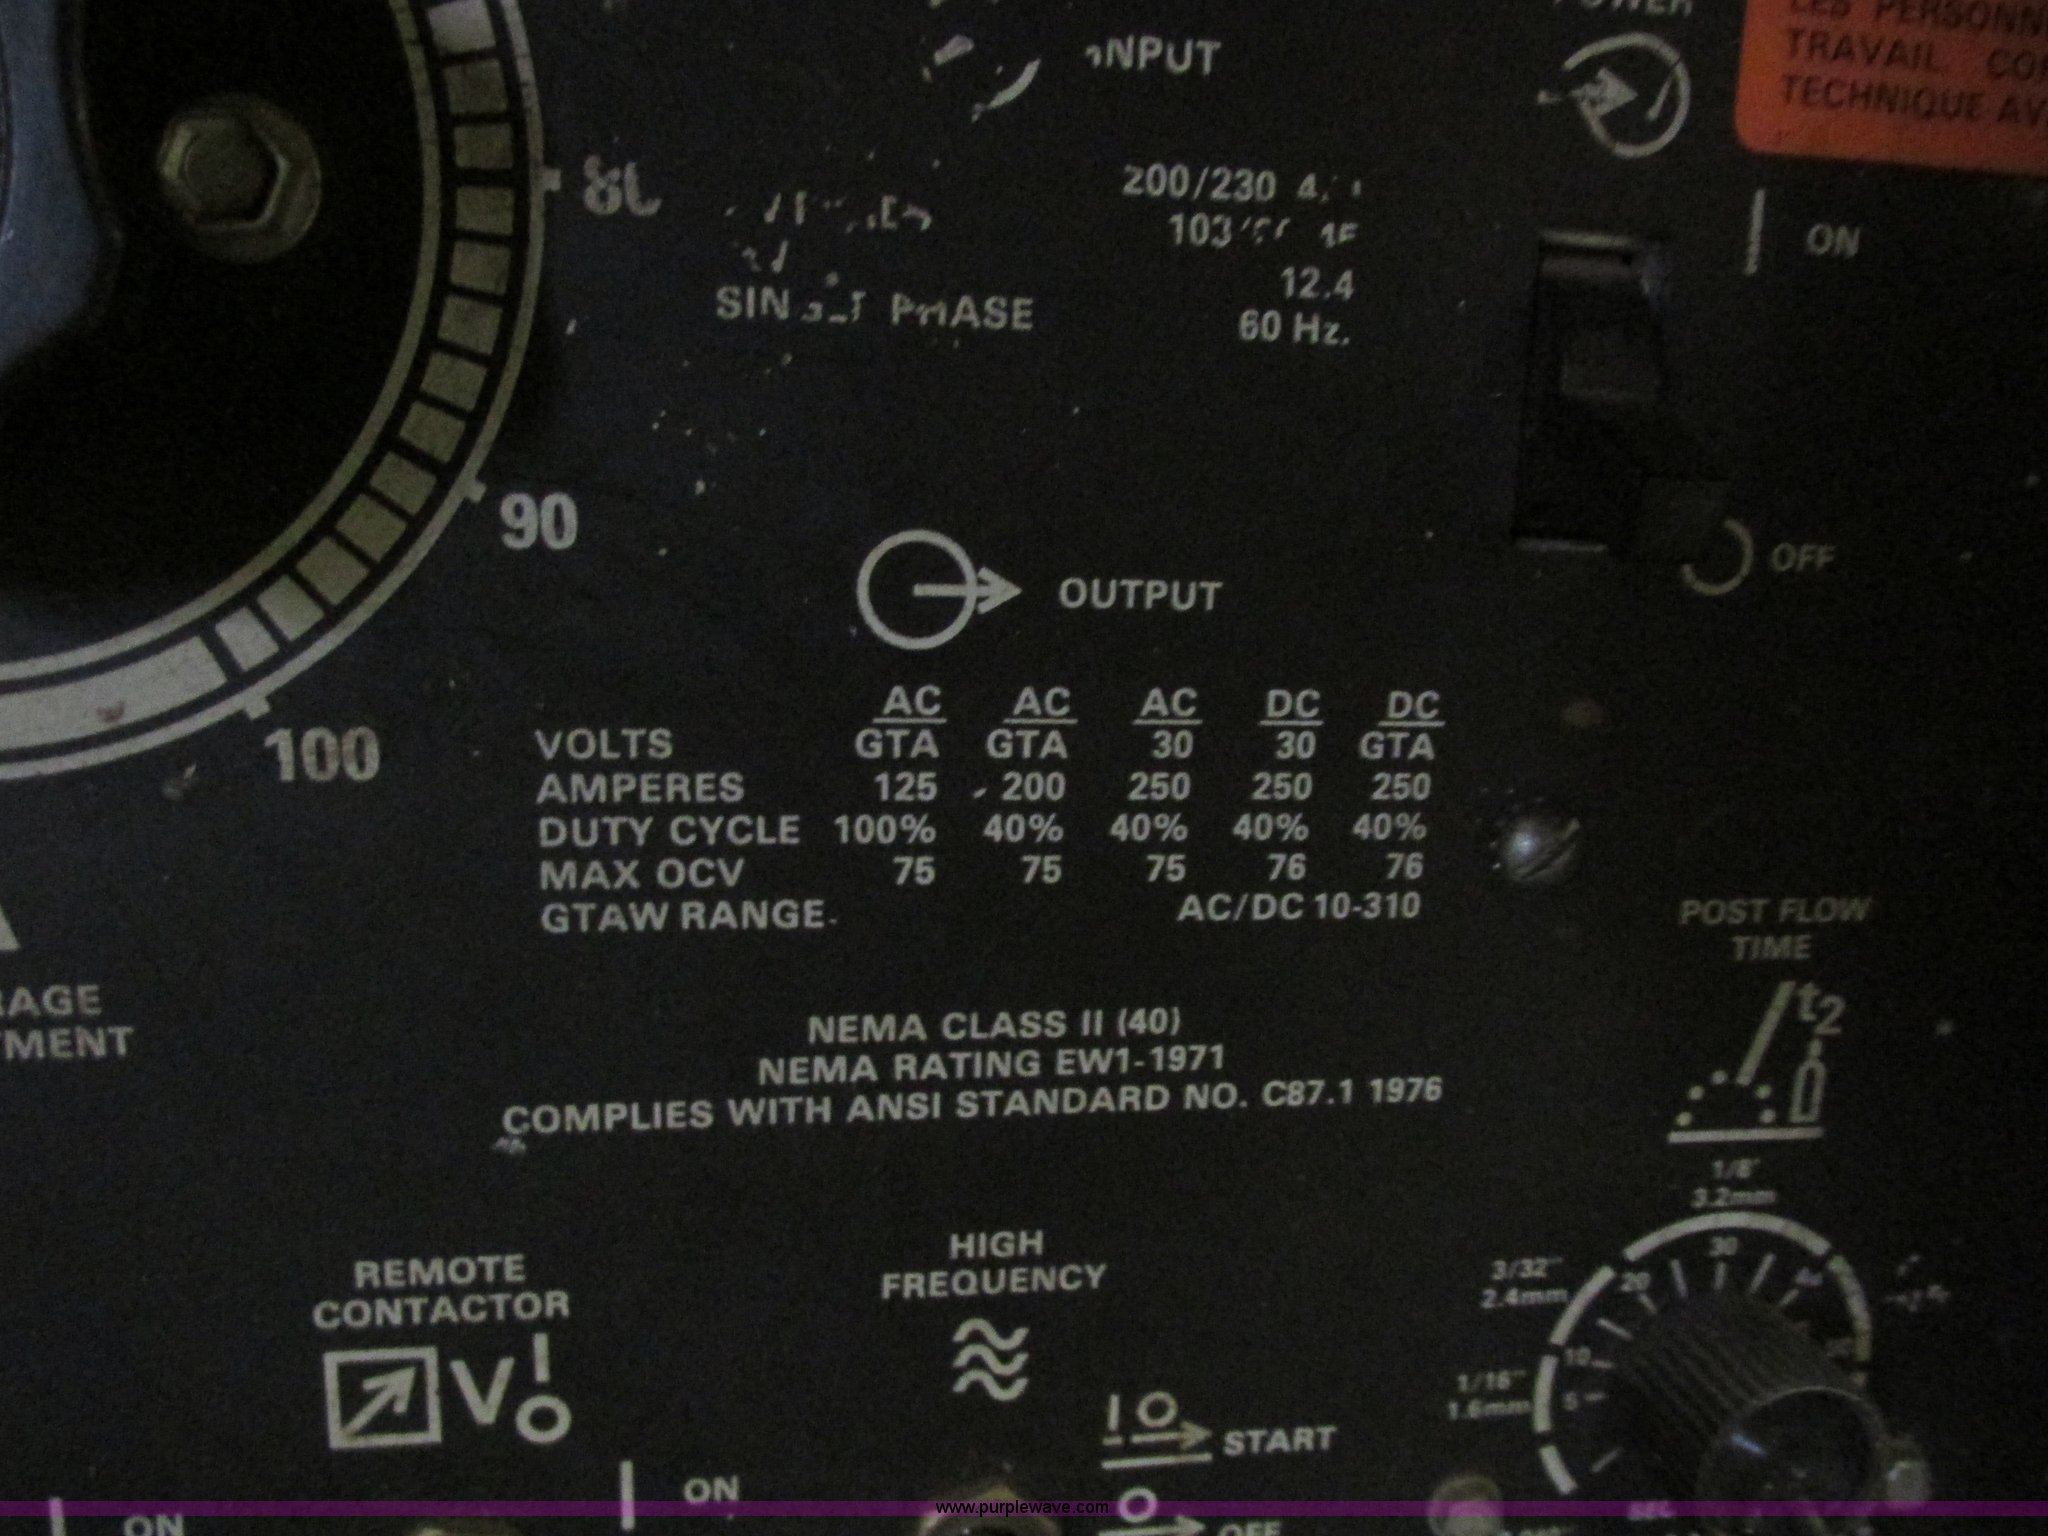 INPUT
POWER
LES
TRAVAIL
TECHNIQUE
80
200/230
103
12.4
SINGLE PHASE
60 Hz.
ON
OFF
90
100
OUTPUT
AC AC AC DC DC
VOLTS GTA GTA 30 30 GTA
AMPERES 125 200 250 250 250
DUTY CYCLE 100% 40% 40% 40% 40%
MAX OCV 75 75 75 76 76
GTAW RANGE AC/DC 10-310
NEMA CLASS II (40)
NEMA RATING EW1-1971
COMPLIES WITH ANSI STANDARD NO. C87.1 1976
POST FLOW
TIME
t2
1/8"
3.2mm
3/32"
2.4mm
1/16"
1.6mm
5 10 20 30
REMOTE
CONTACTOR
V
HIGH
FREQUENCY
START
ON
ON
OFF
SEC
www.purplewave.com